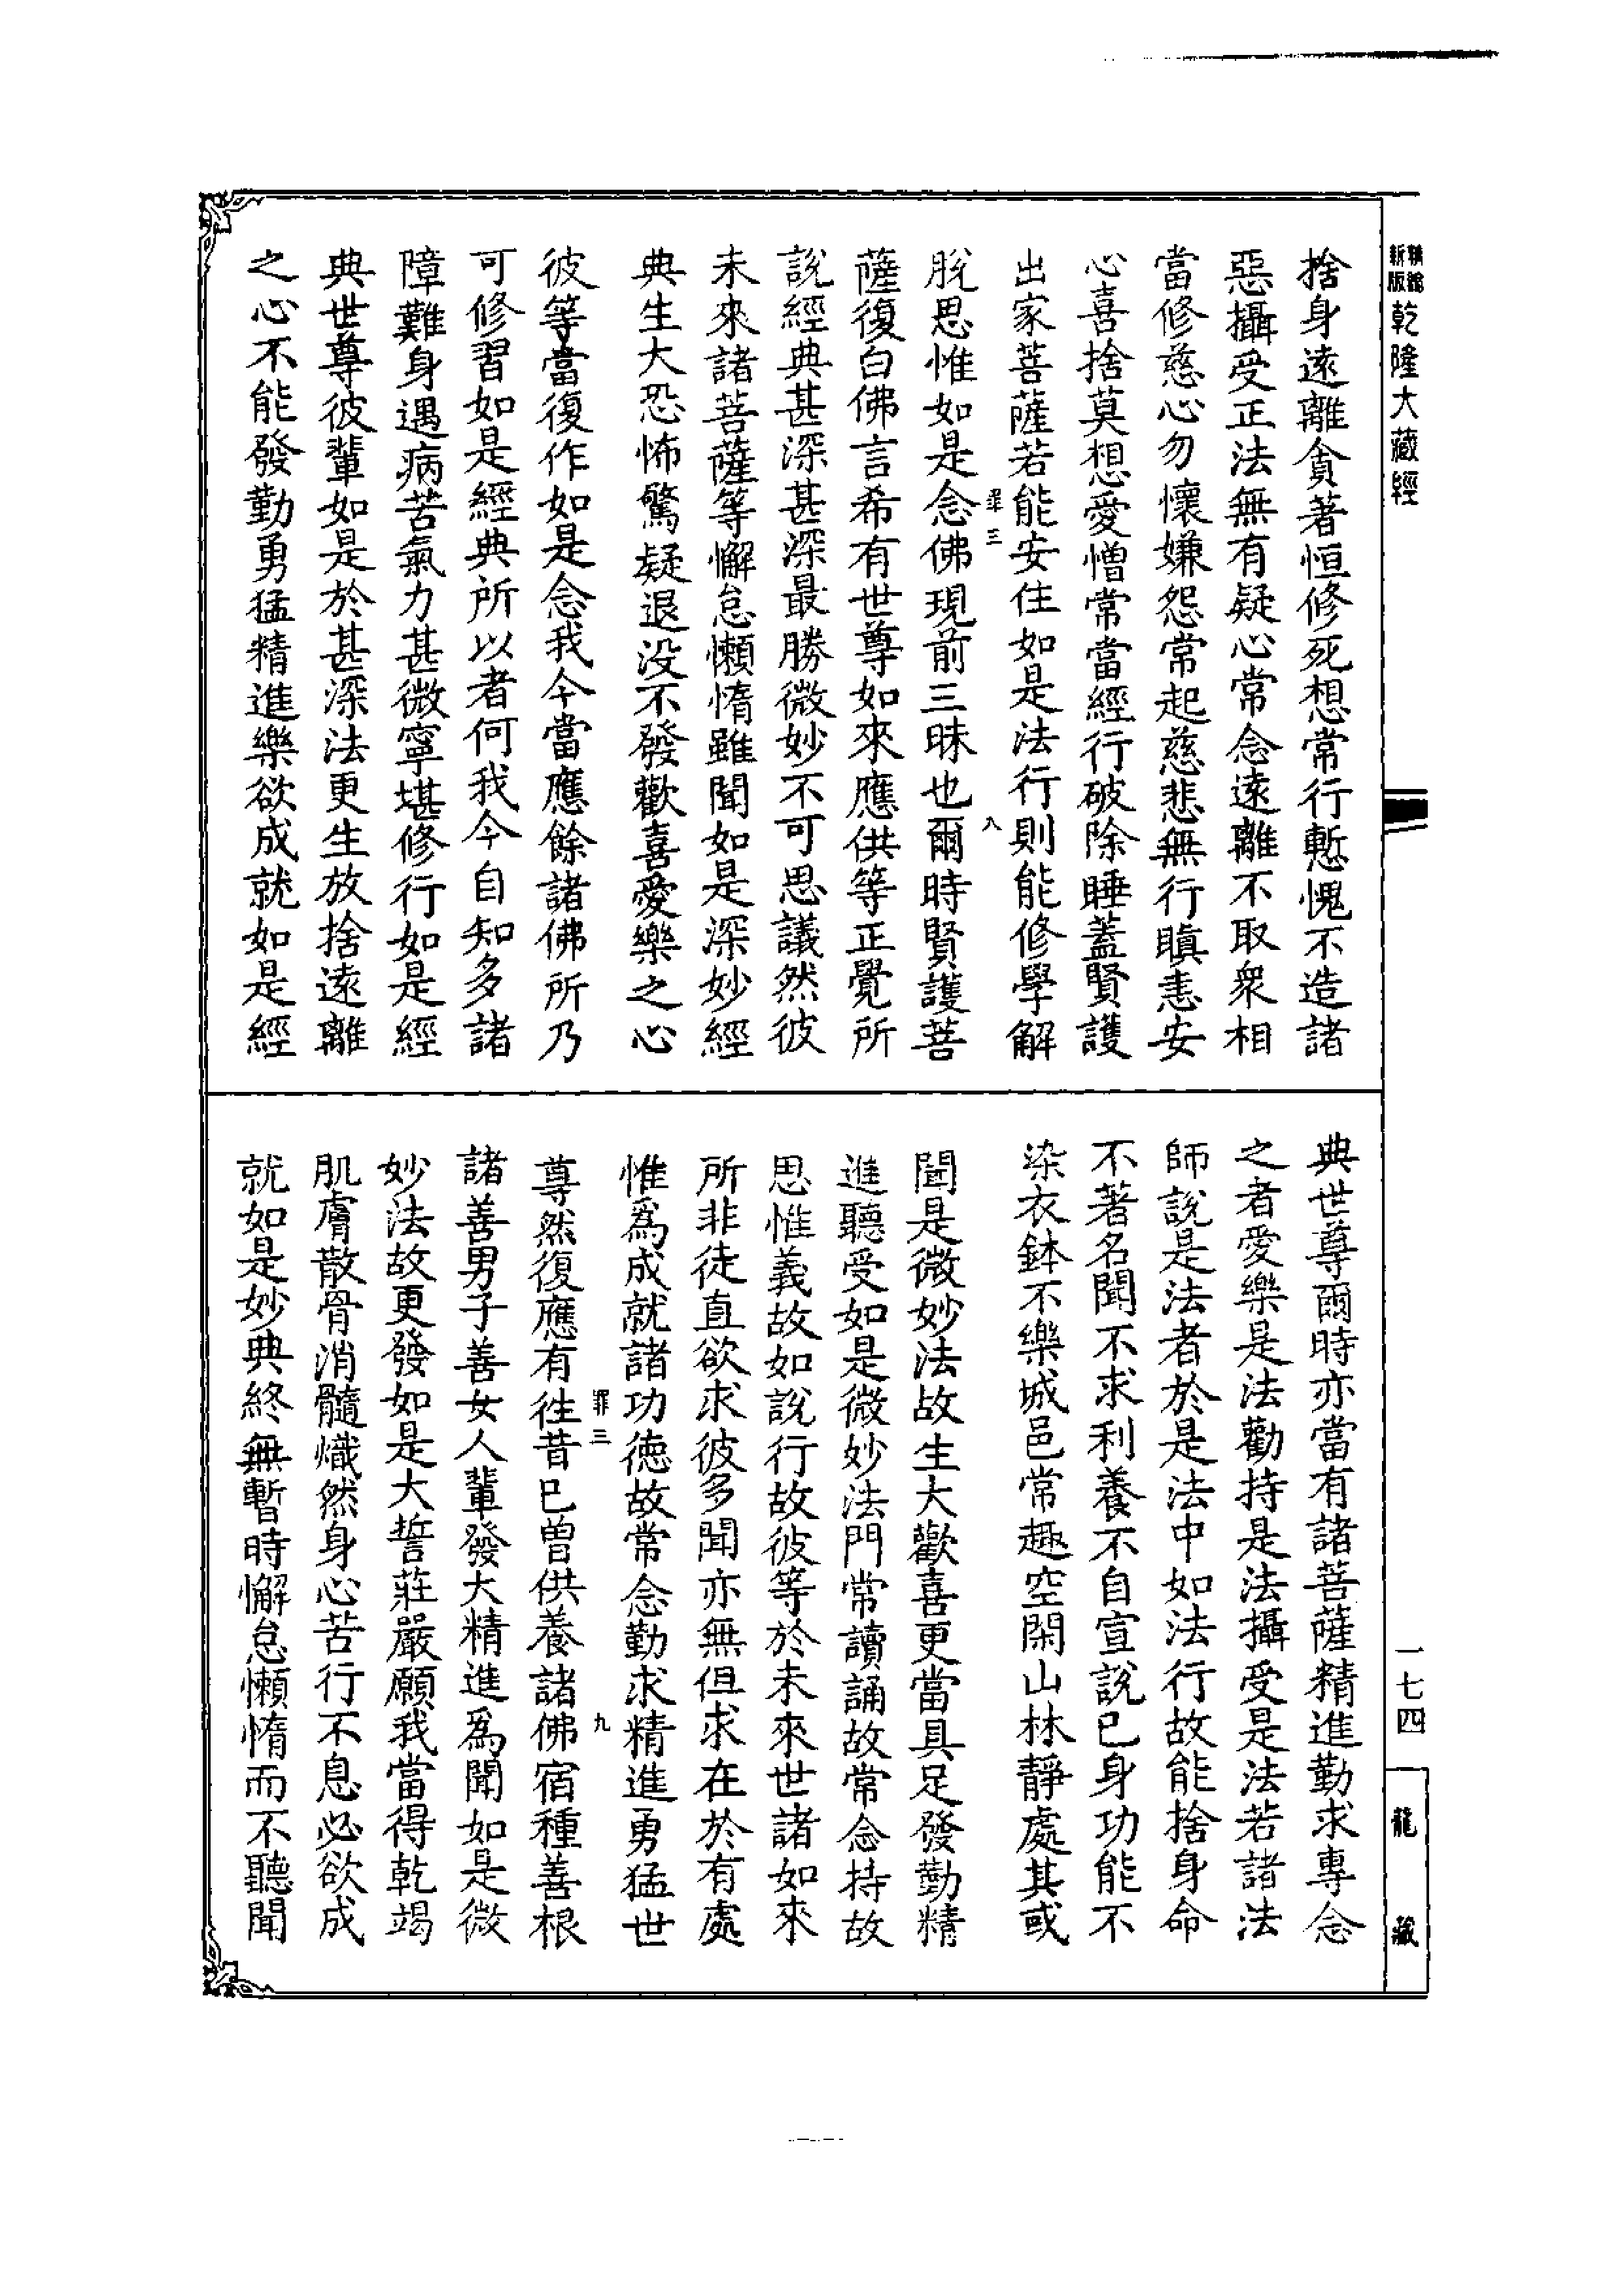 乾隆大藏經
捨身遠離貪著恒修死想常行慙愧不造諸
惡攝受正法無有疑心常念遠離不取衆相
當修慈心勿懷嫌怨常起慈悲無行瞋恚安
心喜捨莫想愛憎常當經行破除睡蓋賢護
出家菩薩若能安住如是法行則能修學解
三 八
脫思惟如是念佛現前三昧也爾時賢護菩
薩復白佛言希有世尊如來應供等正覺所
說經典甚深甚深最勝微妙不可思議然彼
未來諸菩薩等懈怠懶惰雖聞如是深妙經
典生大恐怖驚疑退没不發歡喜愛樂之心
彼等當復作如是念我今當應餘諸佛所乃
可修習如是經典所以者何我今自知多諸
障難身遇病苦氣力甚微寧堪修行如是經
典世尊彼輩如是於甚深法更生放捨遠離
之心不能發勤勇猛精進樂欲成就如是經
典世尊爾時亦當有諸菩薩精進勤求專念
之者愛樂是法勸持是法攝受是法若諸法
師說是法者於是法中如法行故能捨身命
不著名聞不求利養不自宣說已身功能不
染衣鉢不樂城邑常趣空閑山林靜處其或
聞是微妙法故生大歡喜更當具足發勤精
進聽受如是微妙法門常讀誦故常念持故
思惟義故如說行故彼等於未來世諸如來
所非徒直欲求彼多聞亦無但求在於有處
惟爲成就諸功德故常念勤求精進勇猛世
三 九
尊然復應有徃昔已曾供養諸佛宿種善根
諸善男子善女人輩發大精進爲聞如是微
妙法故更發如是大誓莊嚴願我當得乾竭
肌膚散骨消髓熾然身心苦行不息必欲成
就如是妙典終無暫時懈怠懶惰而不聽聞
一七四
龍藏